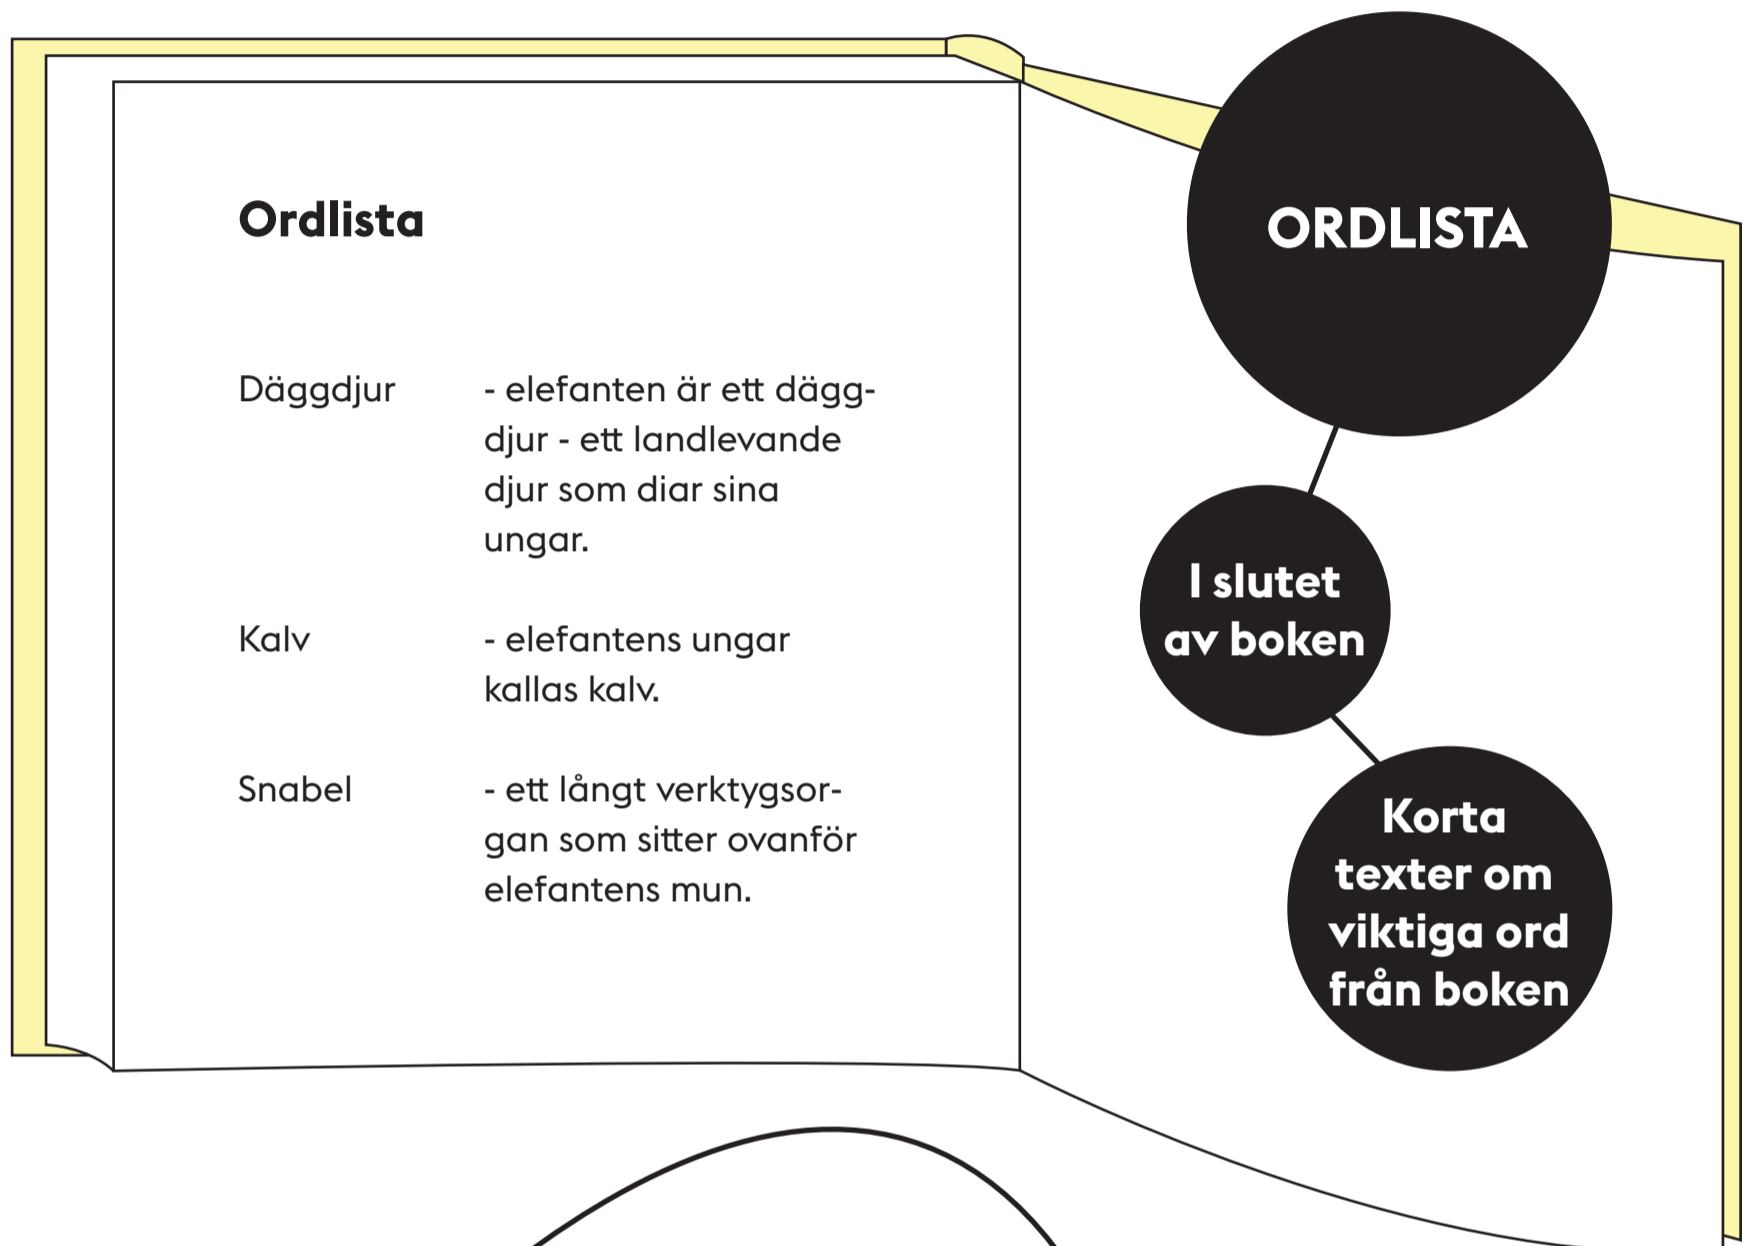 Ordlista
Däggdjur - elefanten är ett dägg-
djur - ett landlevande
djur som diar sina
ungar.
Kalv - elefantens ungar
kallas kalv.
Snabel - ett långt verktygsor-
gan som sitter ovanför
elefantens mun.
ORDLISTA
I slutet
av boken
Korta
texter om
viktiga ord
från boken